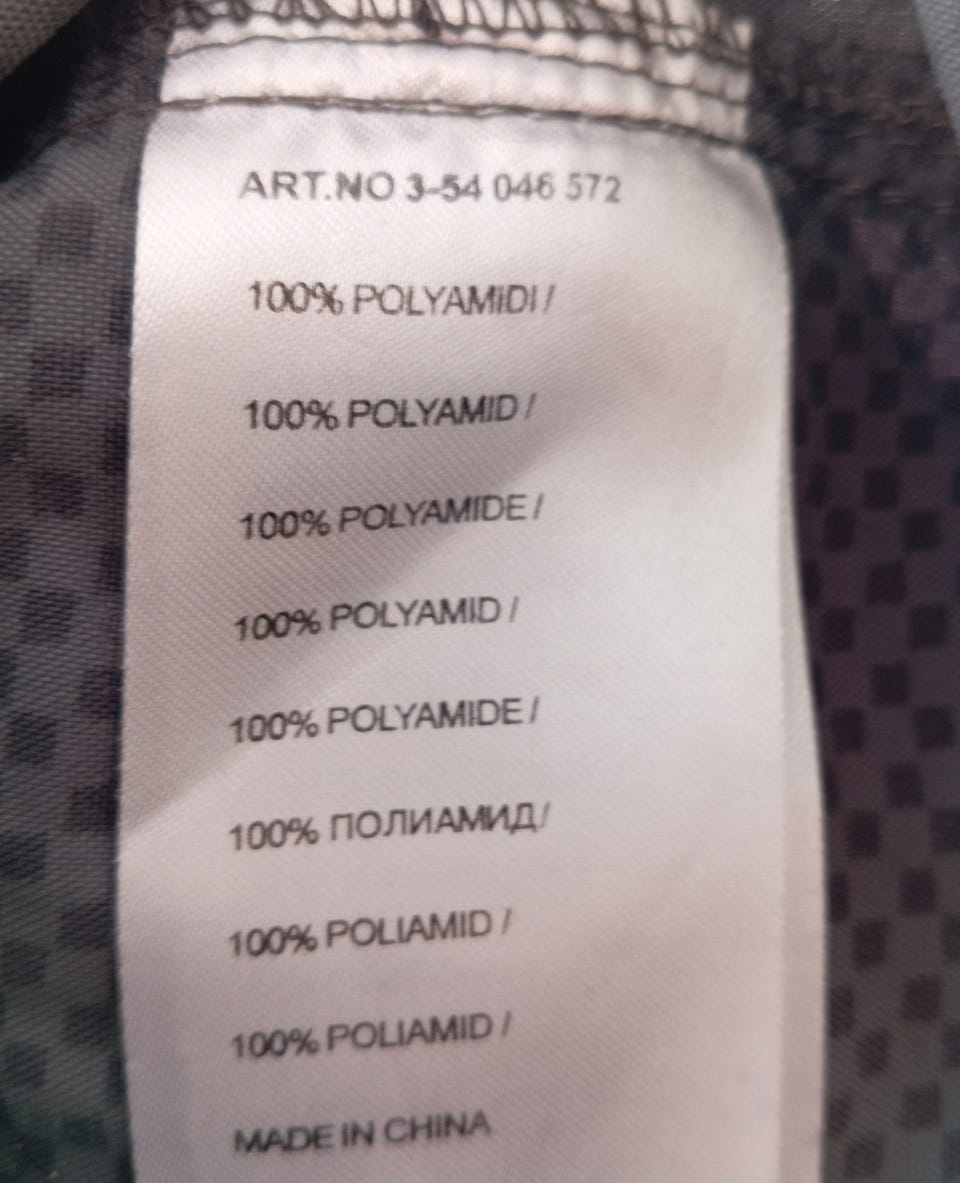 ART.NO 3-54 046 572
100% POLYAMIDI /
100% POLYAMID /
100% POLYAMIDE /
100% POLYAMID /
100% POLYAMIDE /
100% ПОЛИАМИД/
100% POLIAMID /
100% POLIAMID /
MADE IN CHINA